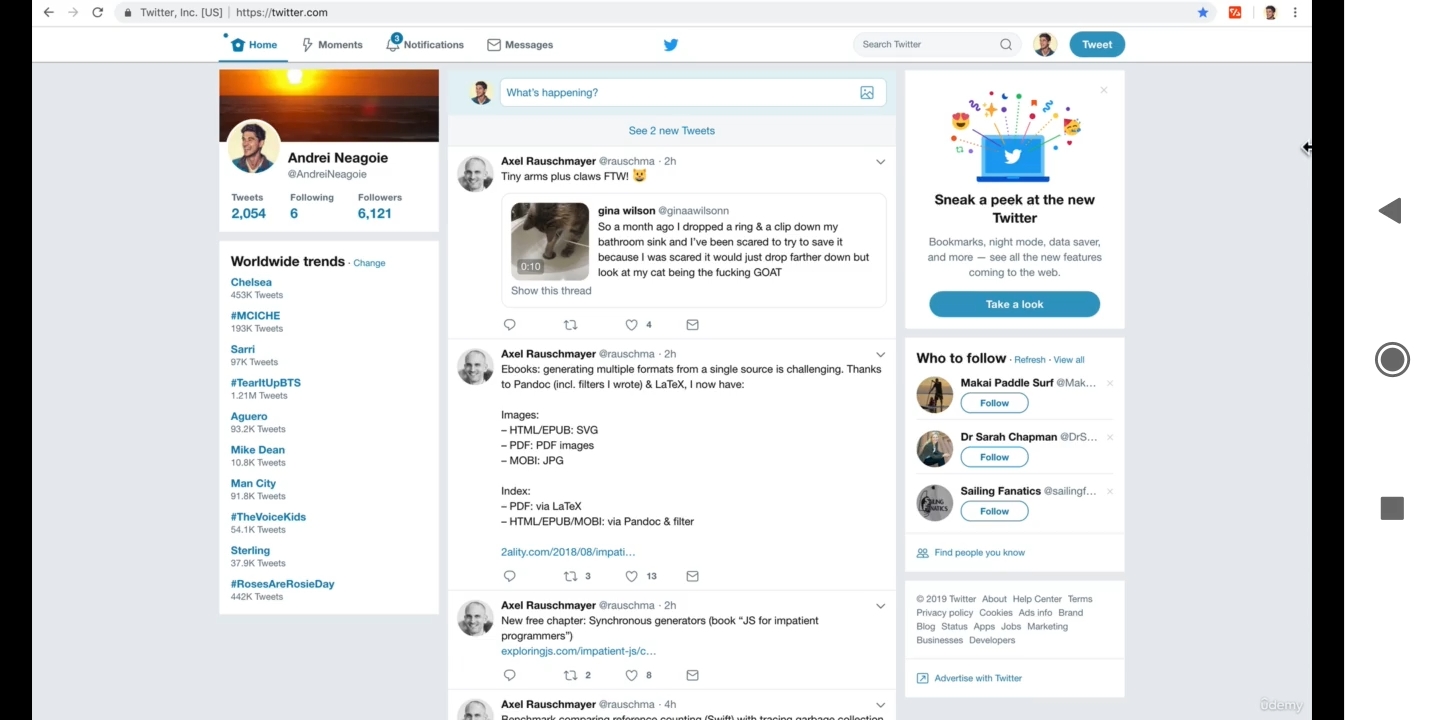 Twitter, Inc. [US] | https://twitter.com
Home Moments 3 Notifications Messages Search Twitter Tweet
Andrei Neagoie
@AndreiNeagoie
Tweets Following Followers
2,054 6 6,121
Worldwide trends · Change
Chelsea
453K Tweets
#MCICHE
193K Tweets
Sarri
97K Tweets
#TearItUpBTS
1.21M Tweets
Aguero
93.2K Tweets
Mike Dean
10.8K Tweets
Man City
91.8K Tweets
#TheVoiceKids
54.1K Tweets
Sterling
37.9K Tweets
#RosesAreRosieDay
442K Tweets
What's happening?
See 2 new Tweets
Axel Rauschmayer @rauschma · 2h
Tiny arms plus claws FTW! 😺
gina wilson @ginaawilsonn
So a month ago I dropped a ring & a clip down my
bathroom sink and I've been scared to try to save it
because I was scared it would just drop farther down but
look at my cat being the fucking GOAT
0:10
Show this thread
4
Axel Rauschmayer @rauschma · 2h
Ebooks: generating multiple formats from a single source is challenging. Thanks
to Pandoc (incl. filters I wrote) & LaTeX, I now have:
Images:
– HTML/EPUB: SVG
– PDF: PDF images
– MOBI: JPG
Index:
– PDF: via LaTeX
– HTML/EPUB/MOBI: via Pandoc & filter
2ality.com/2018/08/impati…
3 13
Axel Rauschmayer @rauschma · 2h
New free chapter: Synchronous generators (book “JS for impatient
programmers”)
exploringjs.com/impatient-js/c…
2 8
Axel Rauschmayer @rauschma · 4h
Benchmark comparing reference counting (Swift) with tracing garbage collection
Sneak a peek at the new
Twitter
Bookmarks, night mode, data saver,
and more — see all the new features
coming to the web.
Take a look
Who to follow · Refresh · View all
Makai Paddle Surf @Mak...
Follow
Dr Sarah Chapman @DrS...
Follow
Sailing Fanatics @sailingf...
Follow
Find people you know
© 2019 Twitter About Help Center Terms
Privacy policy Cookies Ads info Brand
Blog Status Apps Jobs Marketing
Businesses Developers
Advertise with Twitter
ûdemy